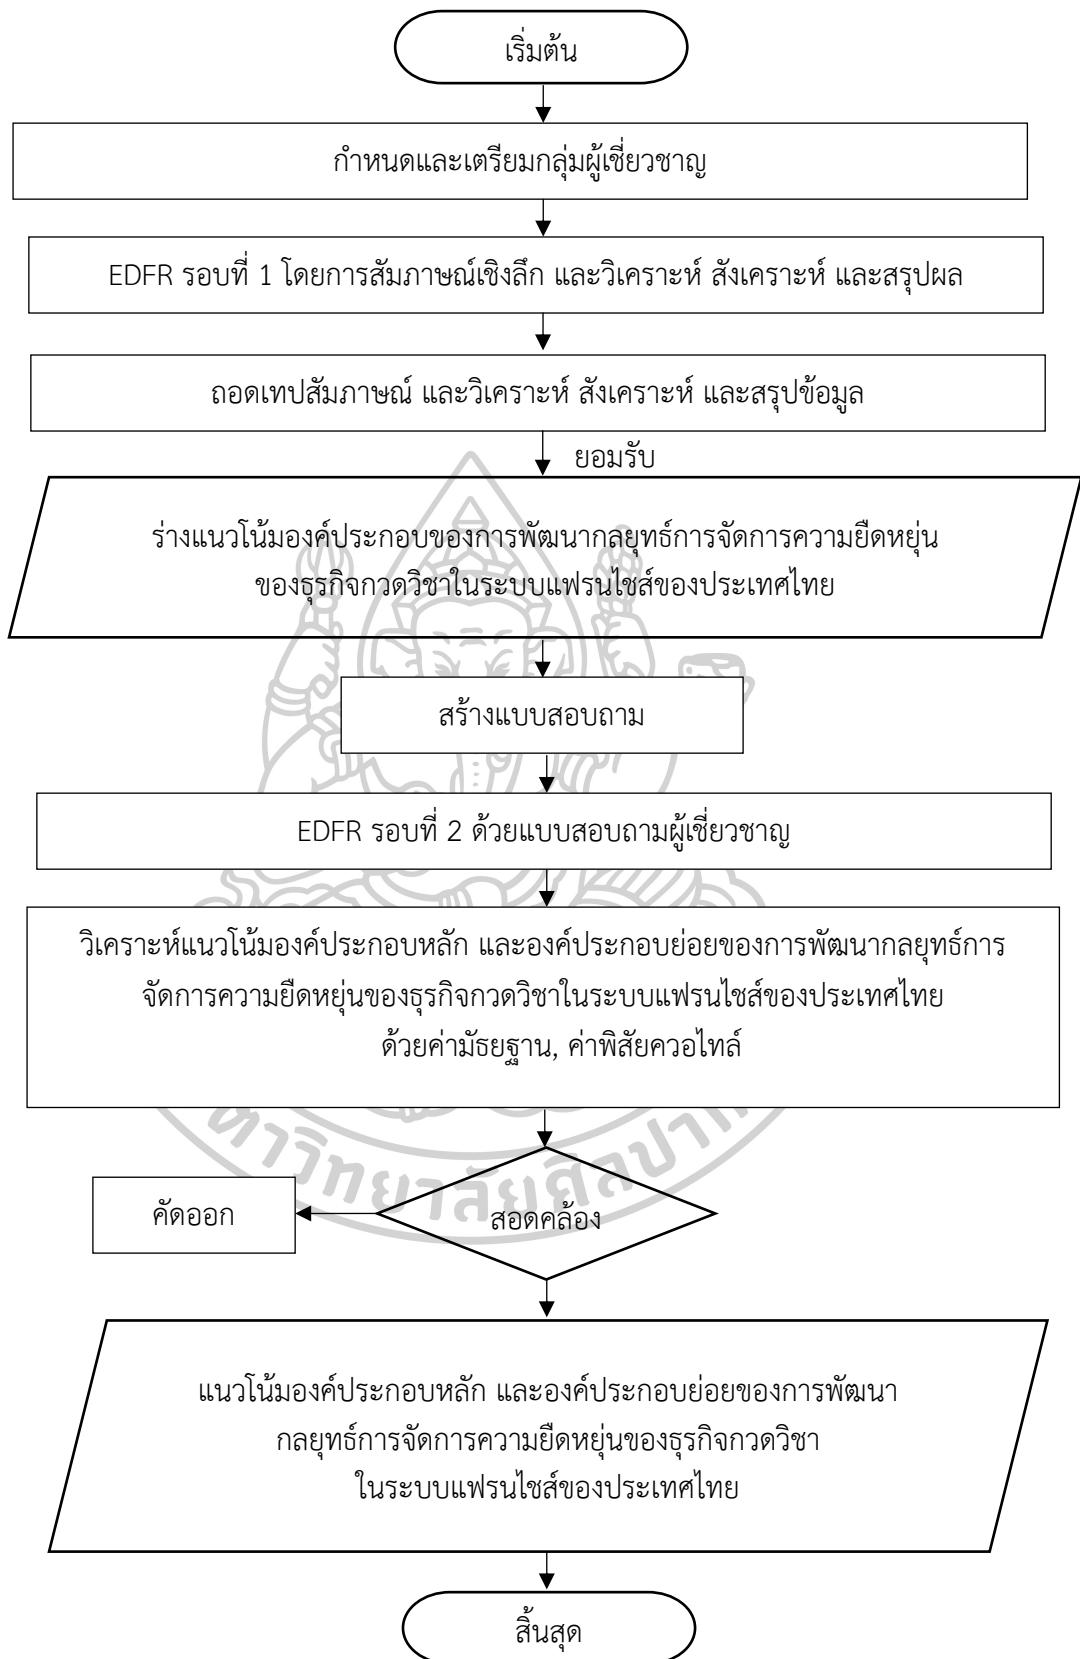 เริ่มต้น
กำหนดและเตรียมกลุ่มผู้เชี่ยวชาญ
EDFR รอบที่ 1 โดยการสัมภาษณ์เชิงลึก และวิเคราะห์ สังเคราะห์ และสรุปผล
ถอดเทปสัมภาษณ์ และวิเคราะห์ สังเคราะห์ และสรุปข้อมูล
ยอมรับ
ร่างแนวโน้มองค์ประกอบของการพัฒนากลยุทธ์การจัดการความยืดหยุ่น
ของธุรกิจกวดวิชาในระบบแฟรนไชส์ของประเทศไทย
สร้างแบบสอบถาม
EDFR รอบที่ 2 ด้วยแบบสอบถามผู้เชี่ยวชาญ
วิเคราะห์แนวโน้มองค์ประกอบหลัก และองค์ประกอบย่อยของการพัฒนากลยุทธ์การ
จัดการความยืดหยุ่นของธุรกิจกวดวิชาในระบบแฟรนไชส์ของประเทศไทย
ด้วยค่ามัธยฐาน, ค่าพิสัยควอไทล์
คัดออก
สอดคล้อง
แนวโน้มองค์ประกอบหลัก และองค์ประกอบย่อยของการพัฒนา
กลยุทธ์การจัดการความยืดหยุ่นของธุรกิจกวดวิชา
ในระบบแฟรนไชส์ของประเทศไทย
สิ้นสุด